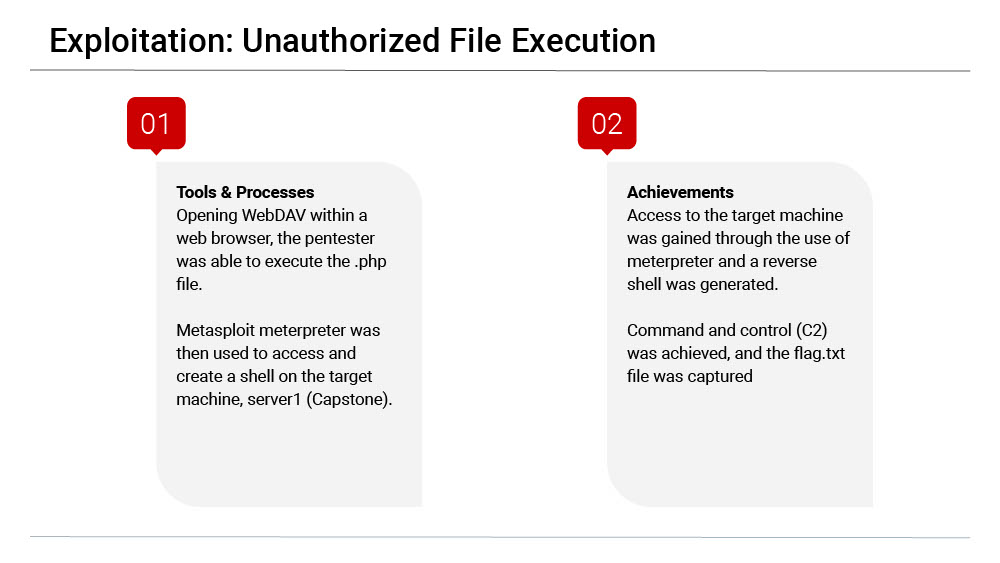 Exploitation: Unauthorized File Execution
01
Tools & Processes
Opening WebDAV within a
web browser, the pentester
was able to execute the .php
file.
Metasploit meterpreter was
then used to access and
create a shell on the target
machine, server1 (Capstone).
02
Achievements
Access to the target machine
was gained through the use of
meterpreter and a reverse
shell was generated.
Command and control (C2)
was achieved, and the flag.txt
file was captured